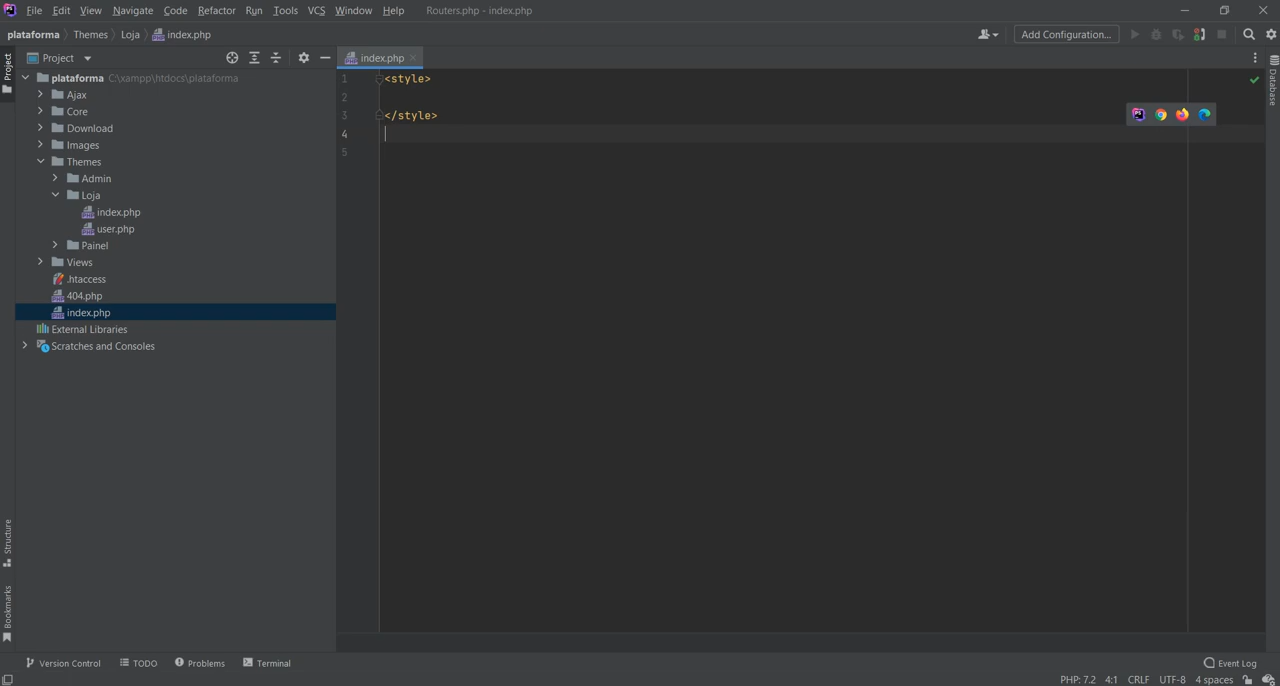 File Edit View Navigate Code Refactor Run Tools VCS Window Help Routers.php - index.php
plataforma Themes Loja index.php Add Configuration...
Project index.php
Project
plataforma C:\xampp\htdocs\plataforma
Ajax
Core
Download
Images
Themes
Admin
Loja
index.php
user.php
Painel
Views
.htaccess
404.php
index.php
External Libraries
Scratches and Consoles
Structure
Bookmarks
1 <style>
2
3 </style>
4
5
Database
Version Control TODO Problems Terminal Event Log
PHP: 7.2 4:1 CRLF UTF-8 4 spaces